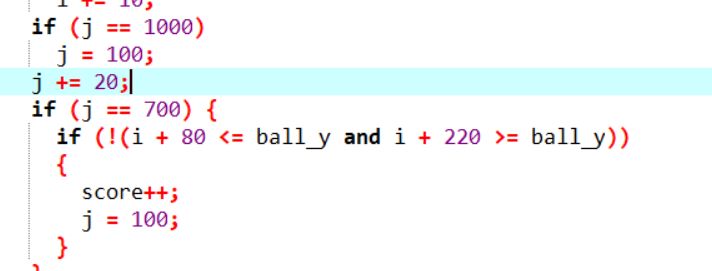 i += 10;
if (j == 1000)
j = 100;
j += 20;
if (j == 700) {
if (!(i + 80 <= ball_y and i + 220 >= ball_y))
{
score++;
j = 100;
}
}